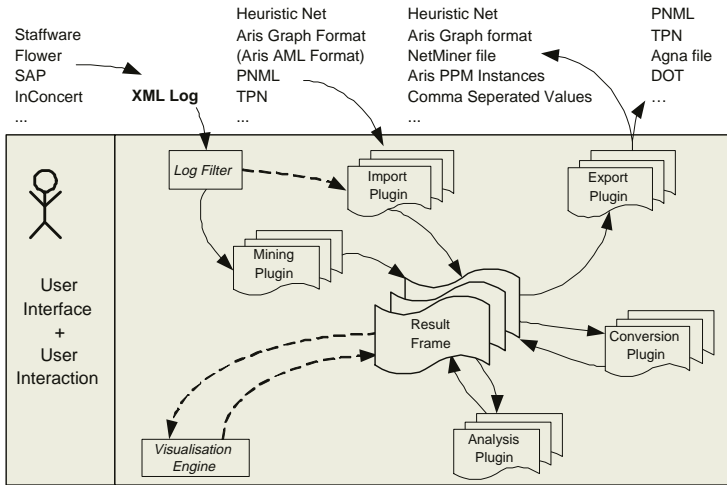 Staffware
Flower
SAP
InConcert
...
XML Log
Heuristic Net
Aris Graph Format
(Aris AML Format)
PNML
TPN
...
Heuristic Net
Aris Graph format
NetMiner file
Aris PPM Instances
Comma Seperated Values
...
PNML
TPN
Agna file
DOT
...
Log Filter
Import
Plugin
Export
Plugin
Mining
Plugin
User
Interface
+
User
Interaction
Result
Frame
Conversion
Plugin
Visualisation
Engine
Analysis
Plugin